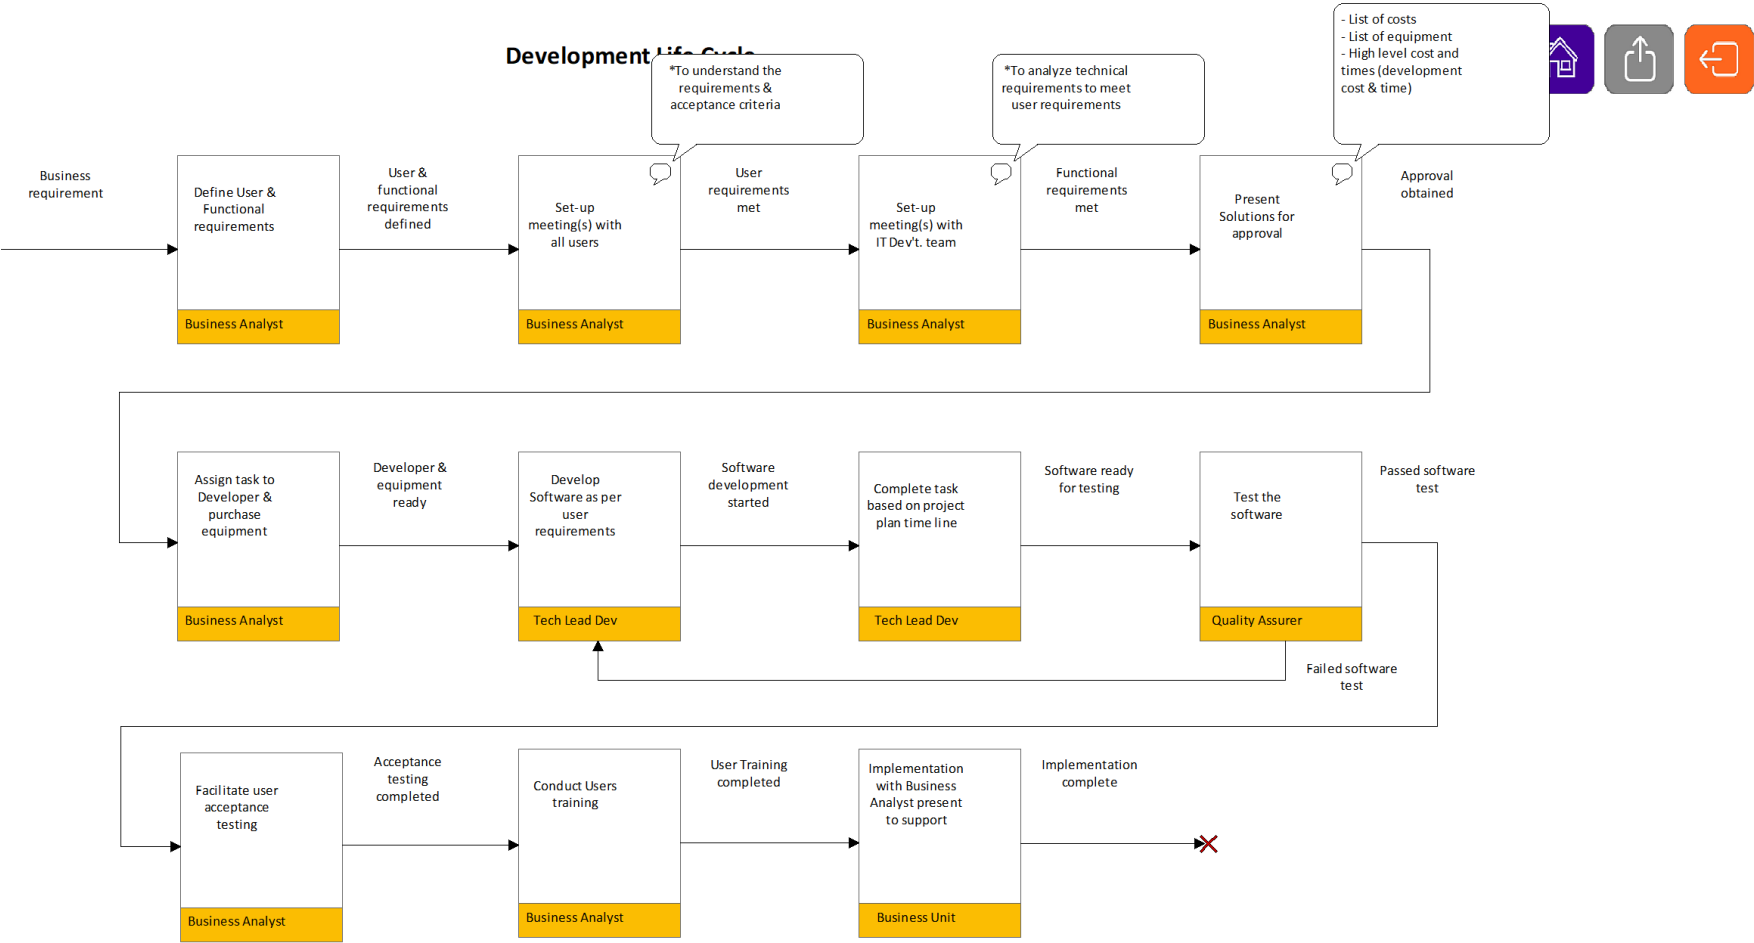 Development Life Cycle
*To understand the
requirements &
acceptance criteria
*To analyze technical
requirements to meet
user requirements
- List of costs
- List of equipment
- High level cost and
times (development
cost & time)
Business
requirement
Define User &
Functional
requirements
Business Analyst
User &
functional
requirements
defined
Set-up
meeting(s) with
all users
Business Analyst
User
requirements
met
Set-up
meeting(s) with
IT Dev't. team
Business Analyst
Functional
requirements
met
Present
Solutions for
approval
Business Analyst
Approval
obtained
Assign task to
Developer &
purchase
equipment
Business Analyst
Developer &
equipment
ready
Develop
Software as per
user
requirements
Tech Lead Dev
Software
development
started
Complete task
based on project
plan time line
Tech Lead Dev
Software ready
for testing
Test the
software
Quality Assurer
Passed software
test
Failed software
test
Facilitate user
acceptance
testing
Business Analyst
Acceptance
testing
completed
Conduct Users
training
Business Analyst
User Training
completed
Implementation
with Business
Analyst present
to support
Business Unit
Implementation
complete